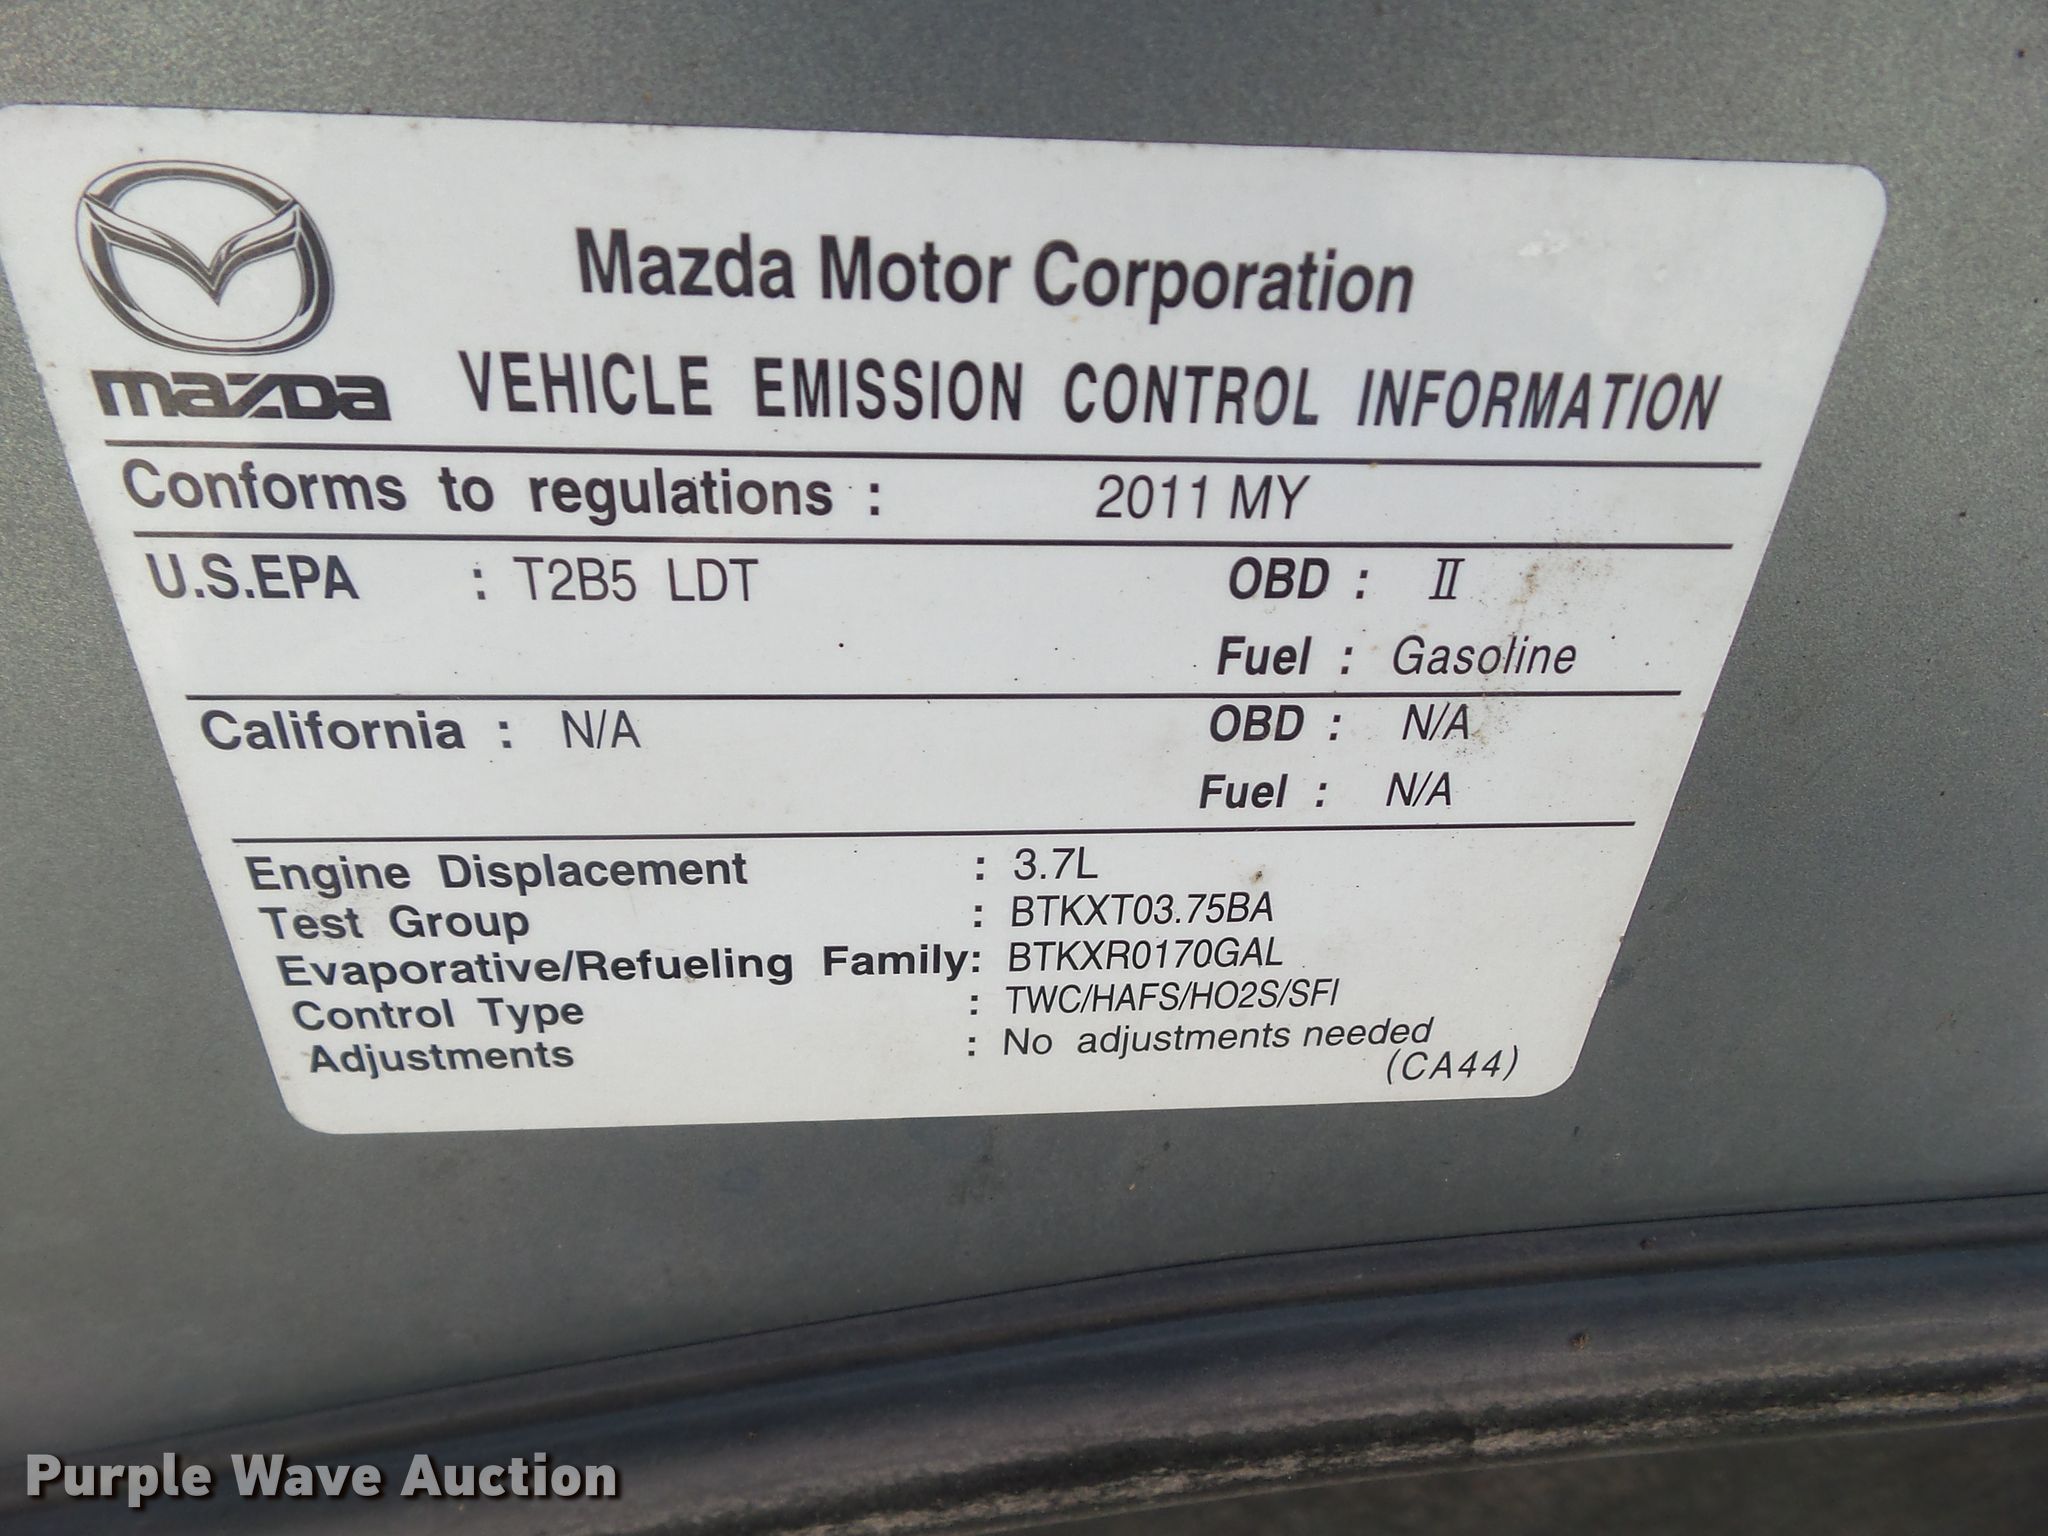 Mazda Motor Corporation
mazda VEHICLE EMISSION CONTROL INFORMATION
Conforms to regulations : 2011 MY
U.S.EPA : T2B5 LDT OBD : II
Fuel : Gasoline
California : N/A OBD : N/A
Fuel : N/A
Engine Displacement : 3.7L
Test Group : BTKXT03.75BA
Evaporative/Refueling Family: BTKXR0170GAL
Control Type : TWC/HAFS/HO2S/SFI
Adjustments : No adjustments needed
(CA44)
Purple Wave Auction